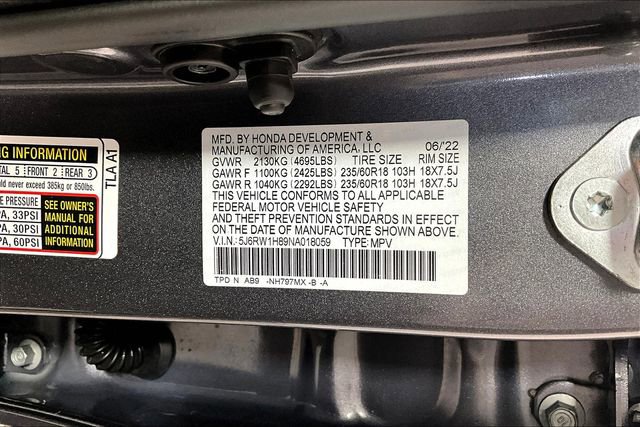 NG INFORMATION
TAL 5 FRONT 2 REAR 3
ld never exceed 385kg or 850lbs.
E PRESSURE
PA, 33PSI
PA, 30PSI
PA, 60PSI
SEE OWNER'S
MANUAL FOR
ADDITIONAL
INFORMATION
TLA A1
MFD. BY HONDA DEVELOPMENT &
MANUFACTURING OF AMERICA, LLC 06/'22
GVWR 2130KG (4695LBS) TIRE SIZE RIM SIZE
GAWR F 1100KG (2425LBS) 235/60R18 103H 18X7.5J
GAWR R 1040KG (2292LBS) 235/60R18 103H 18X7.5J
THIS VEHICLE CONFORMS TO ALL APPLICABLE
FEDERAL MOTOR VEHICLE SAFETY
AND THEFT PREVENTION STANDARDS IN EFFECT
ON THE DATE OF MANUFACTURE SHOWN ABOVE.
V.I.N.: 5J6RW1H89NA018059 TYPE: MPV
TPD N AB9 -NH797MX -B -A